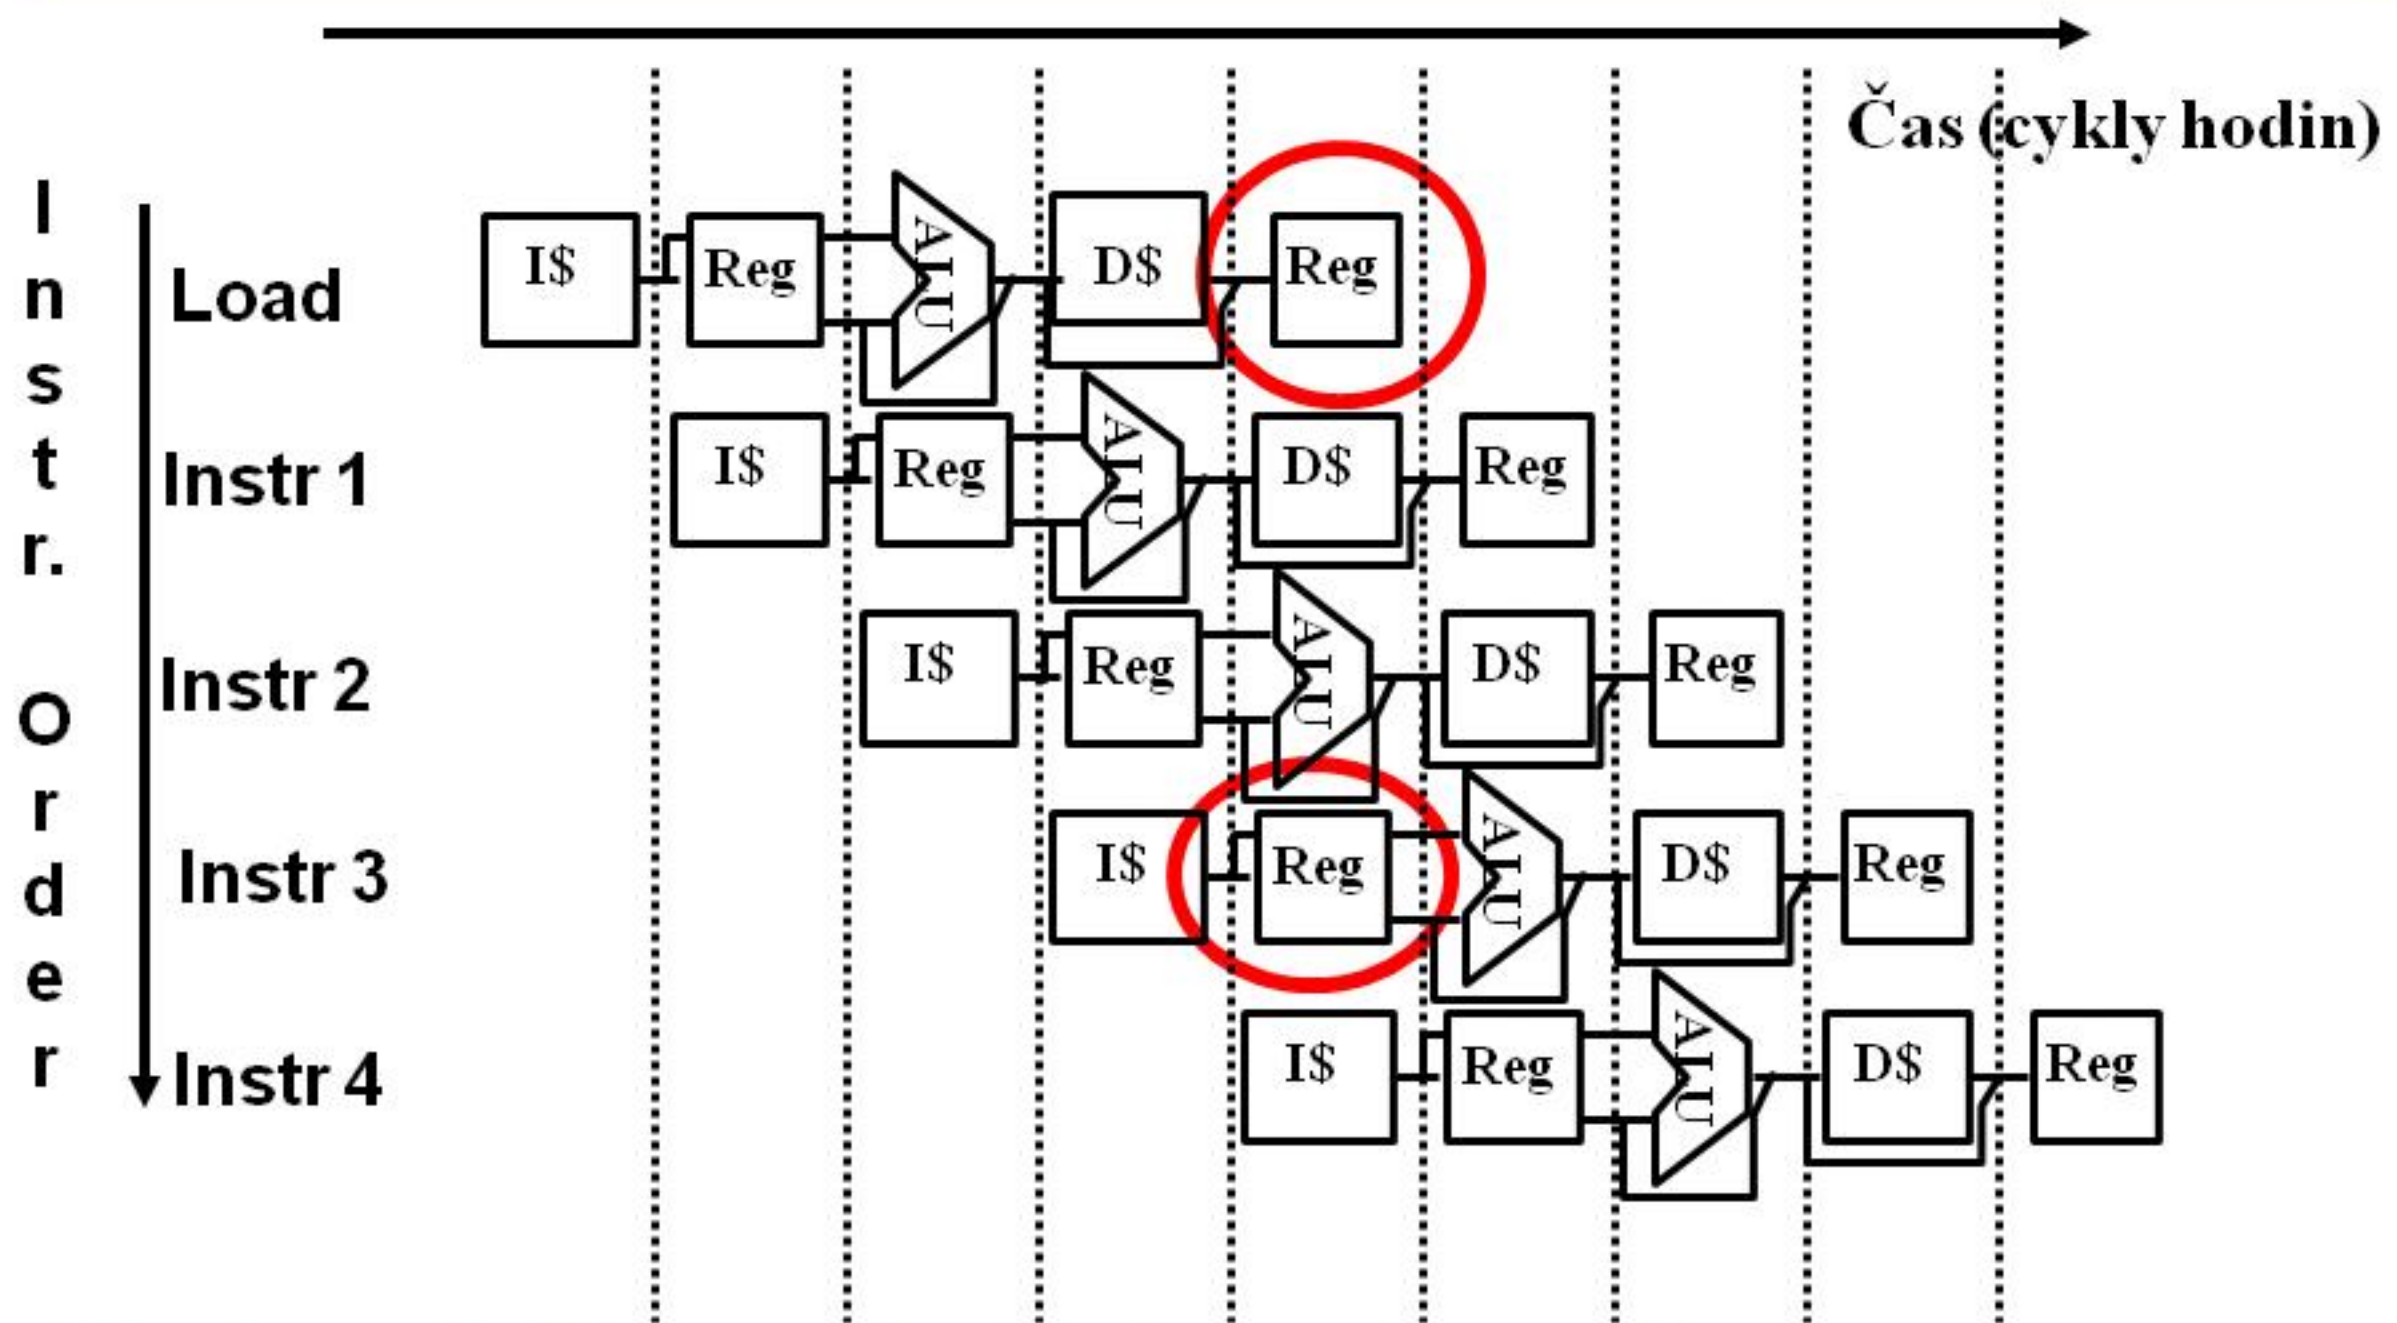 Čas (cykly hodin)
Instr. Order
Load
I$ Reg ALU D$ Reg
Instr 1
I$ Reg ALU D$ Reg
Instr 2
I$ Reg ALU D$ Reg
Instr 3
I$ Reg ALU D$ Reg
Instr 4
I$ Reg ALU D$ Reg